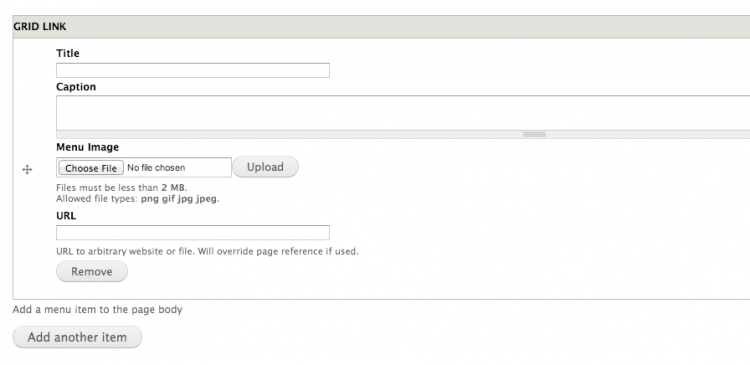 GRID LINK
Title
Caption
Menu Image
Choose File No file chosen Upload
Files must be less than 2 MB.
Allowed file types: png gif jpg jpeg.
URL
URL to arbitrary website or file. Will override page reference if used.
Remove
Add a menu item to the page body
Add another item